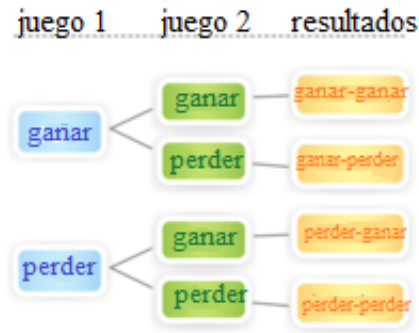 juego 1 juego 2 resultados
ganar ganar ganar-ganar
perder ganar-perder
perder ganar perder-ganar
perder perder-perder